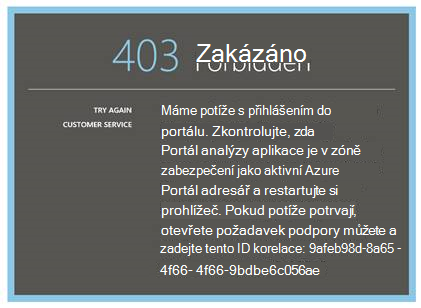 403 Zakázáno
Forbidden
TRY AGAIN
CUSTOMER SERVICE
Máme potíže s přihlášením do
portálu. Zkontrolujte, zda
Portál analýzy aplikace je v zóně
zabezpečení jako aktivní Azure
Portál adresář a restartujte si
prohlížeč. Pokud potíže potrvají,
otevřete požadavek podpory můžete a
zadejte tento ID korelace: 9afeb98d-8a65 -
4f66- 4f66-9bdbe6c056ae